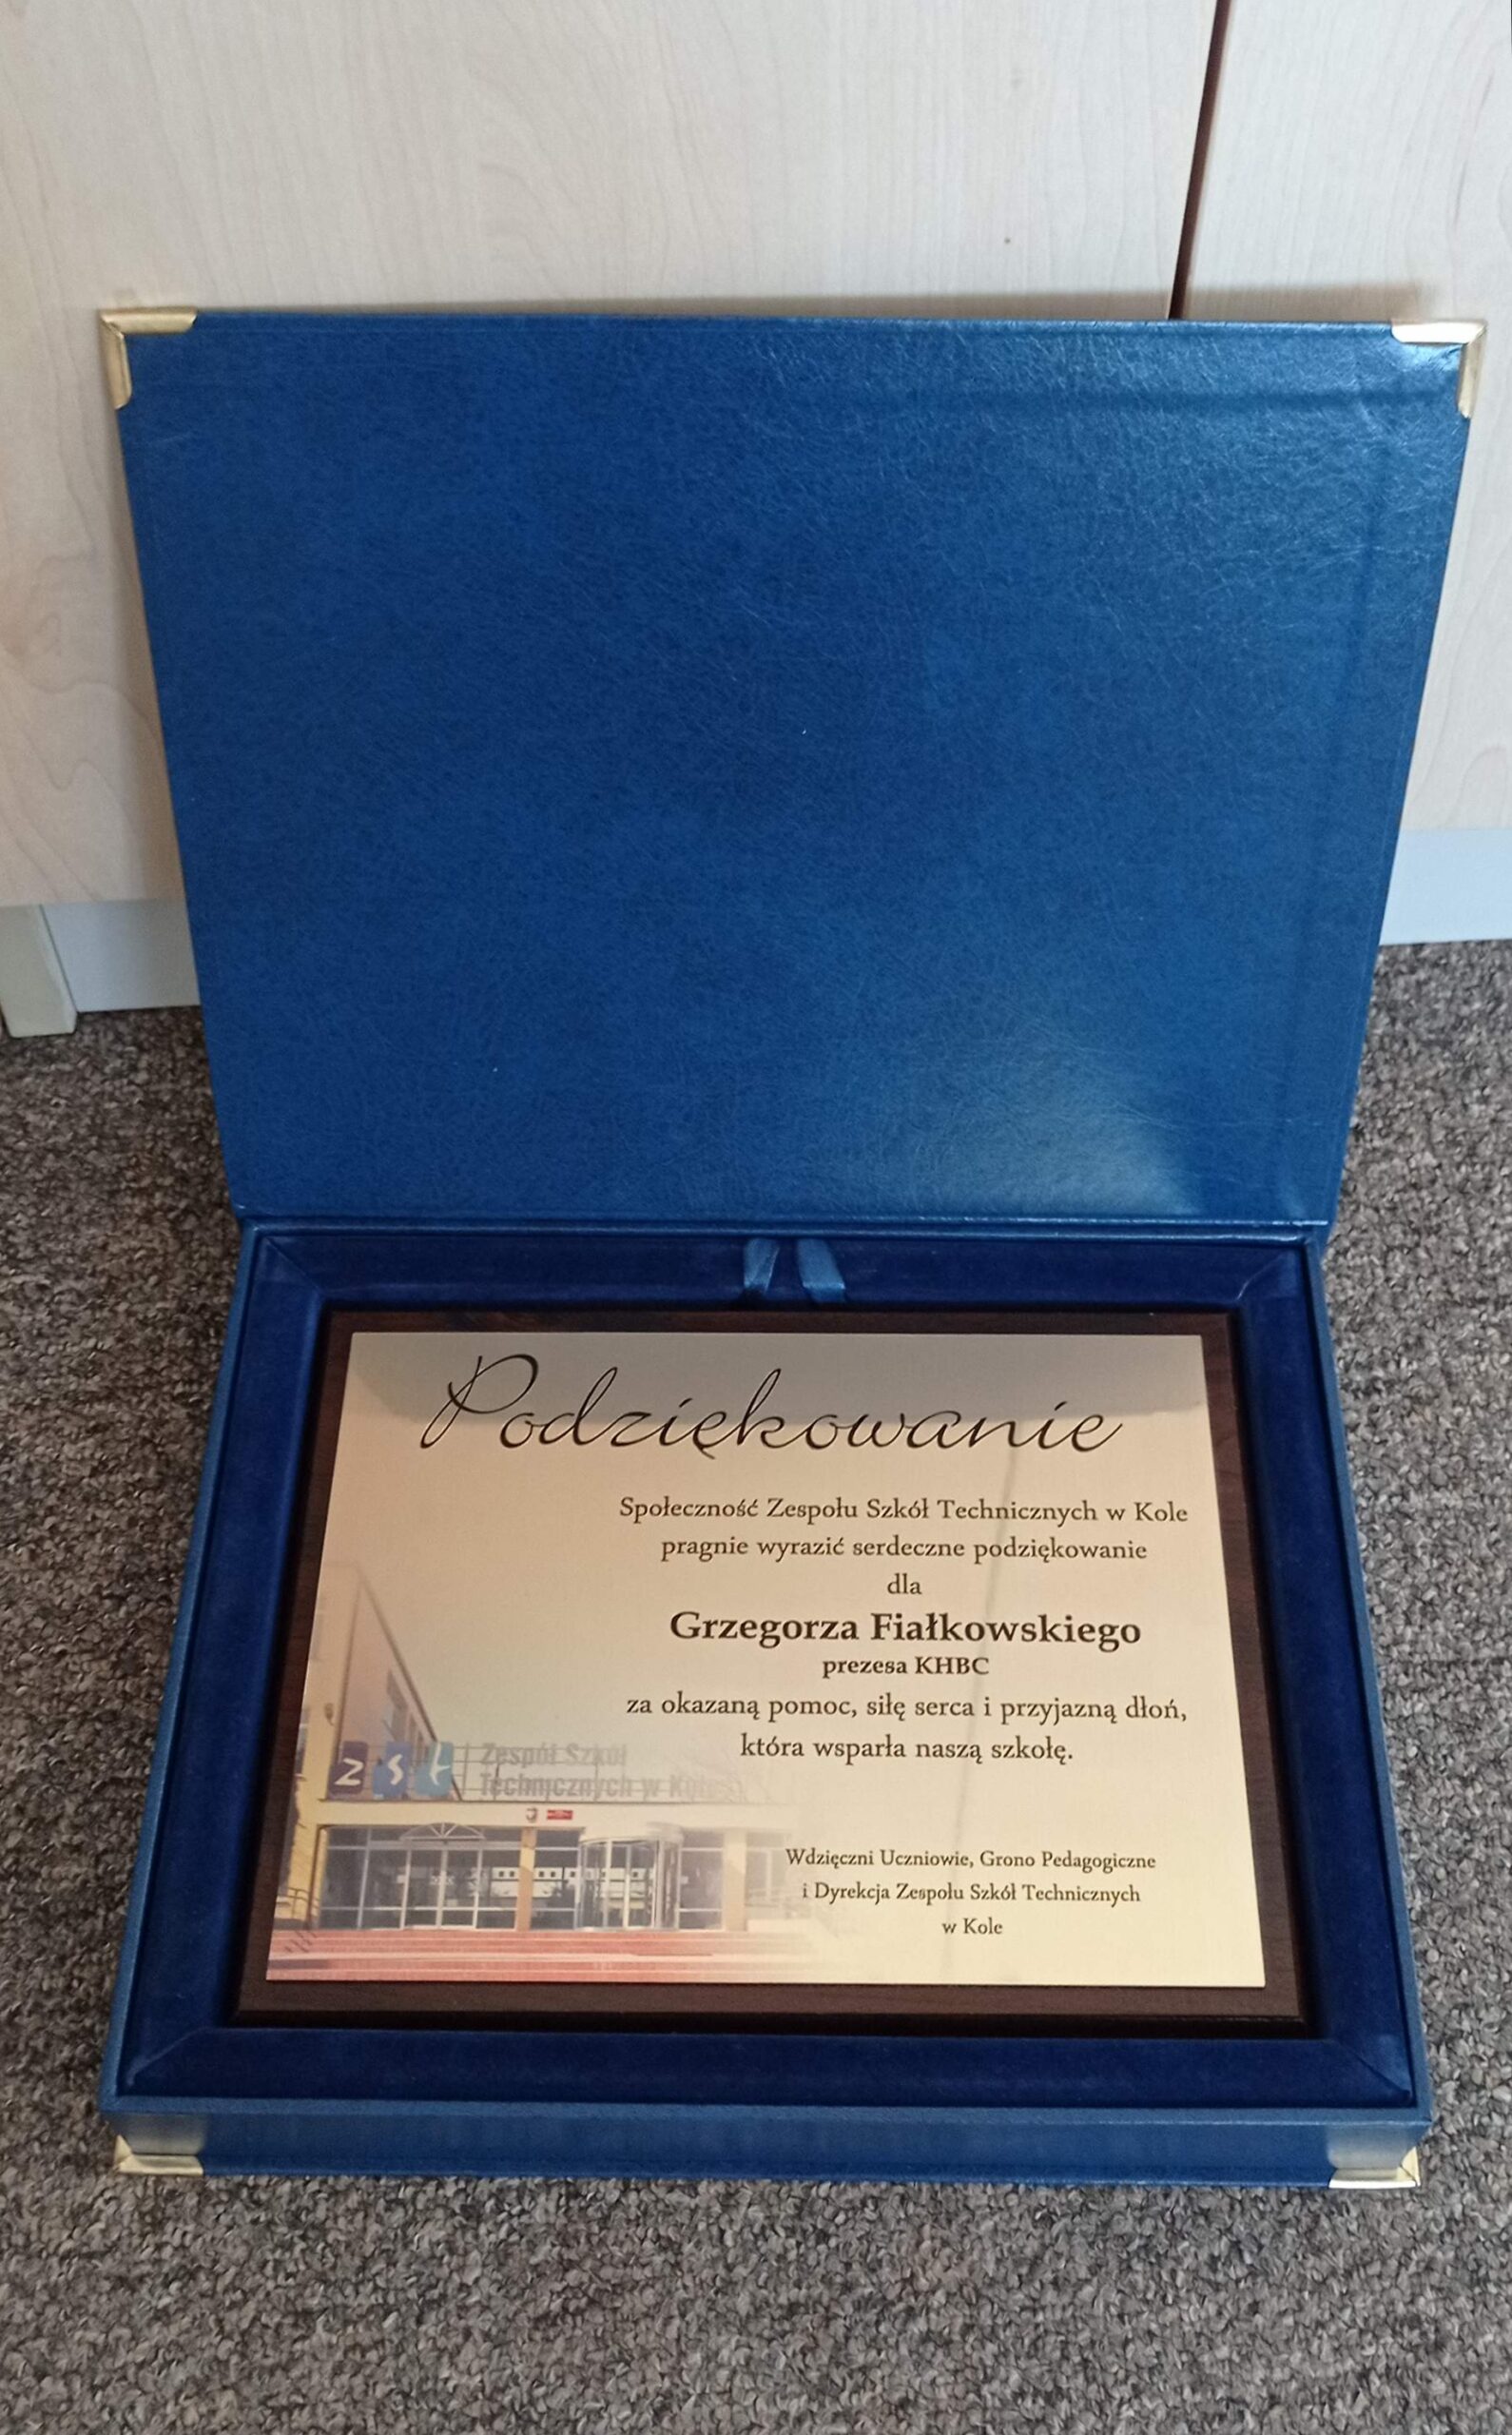 Podziękowanie
Społeczność Zespołu Szkół Technicznych w Kole
pragnie wyrazić serdeczne podziękowanie
dla
Grzegorza Fiałkowskiego
prezesa KHBC
za okazaną pomoc, siłę serca i przyjazną dłoń,
która wsparła naszą szkołę.
zst Zespół Szkół
Technicznych w Kole
Wdzięczni Uczniowie, Grono Pedagogiczne
i Dyrekcja Zespołu Szkół Technicznych
w Kole